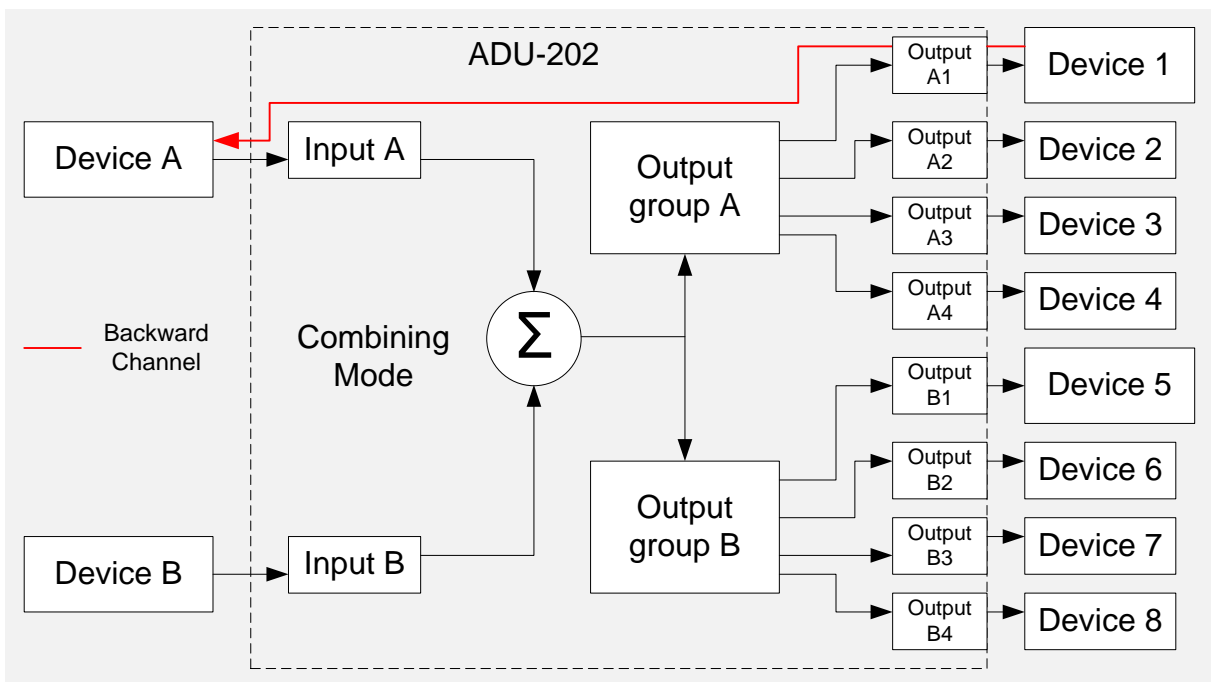 ADU-202
Device A
Input A
Output
group A
Output
A1
Device 1
Output
A2
Device 2
Output
A3
Device 3
Output
A4
Device 4
Backward
Channel
Combining
Mode
Σ
Output
B1
Device 5
Output
B2
Device 6
Output
group B
Output
B3
Device 7
Output
B4
Device 8
Device B
Input B